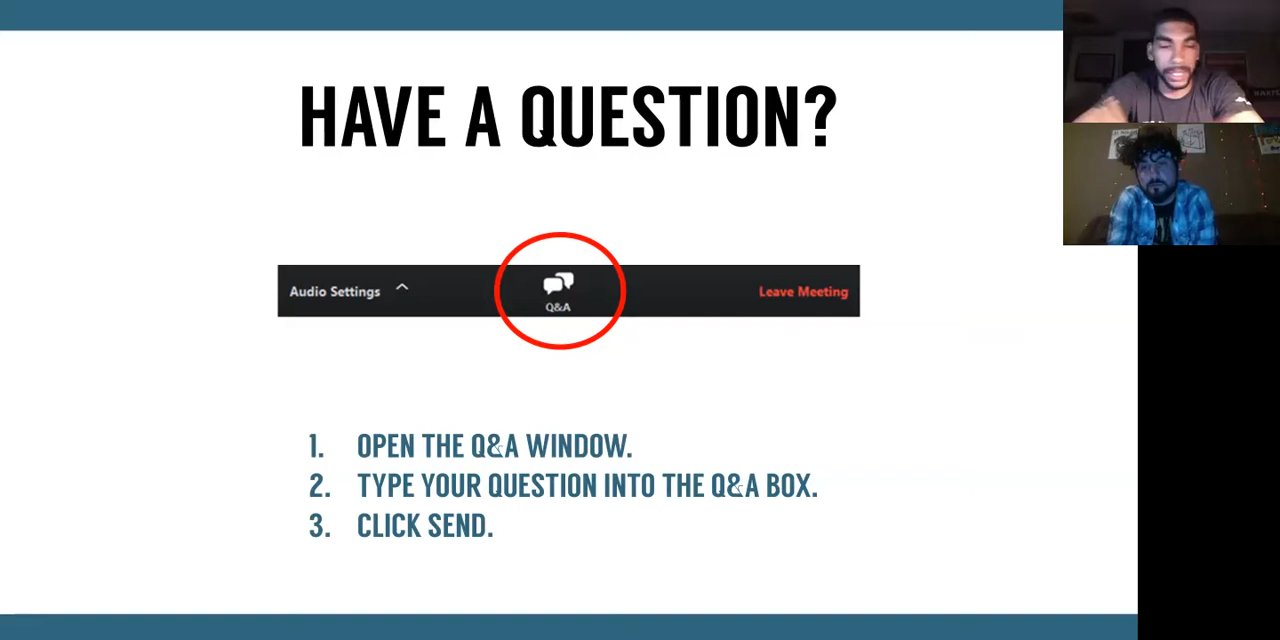 HAVE A QUESTION?
Audio Settings
Q&A
Leave Meeting
1. OPEN THE Q&A WINDOW.
2. TYPE YOUR QUESTION INTO THE Q&A BOX.
3. CLICK SEND.